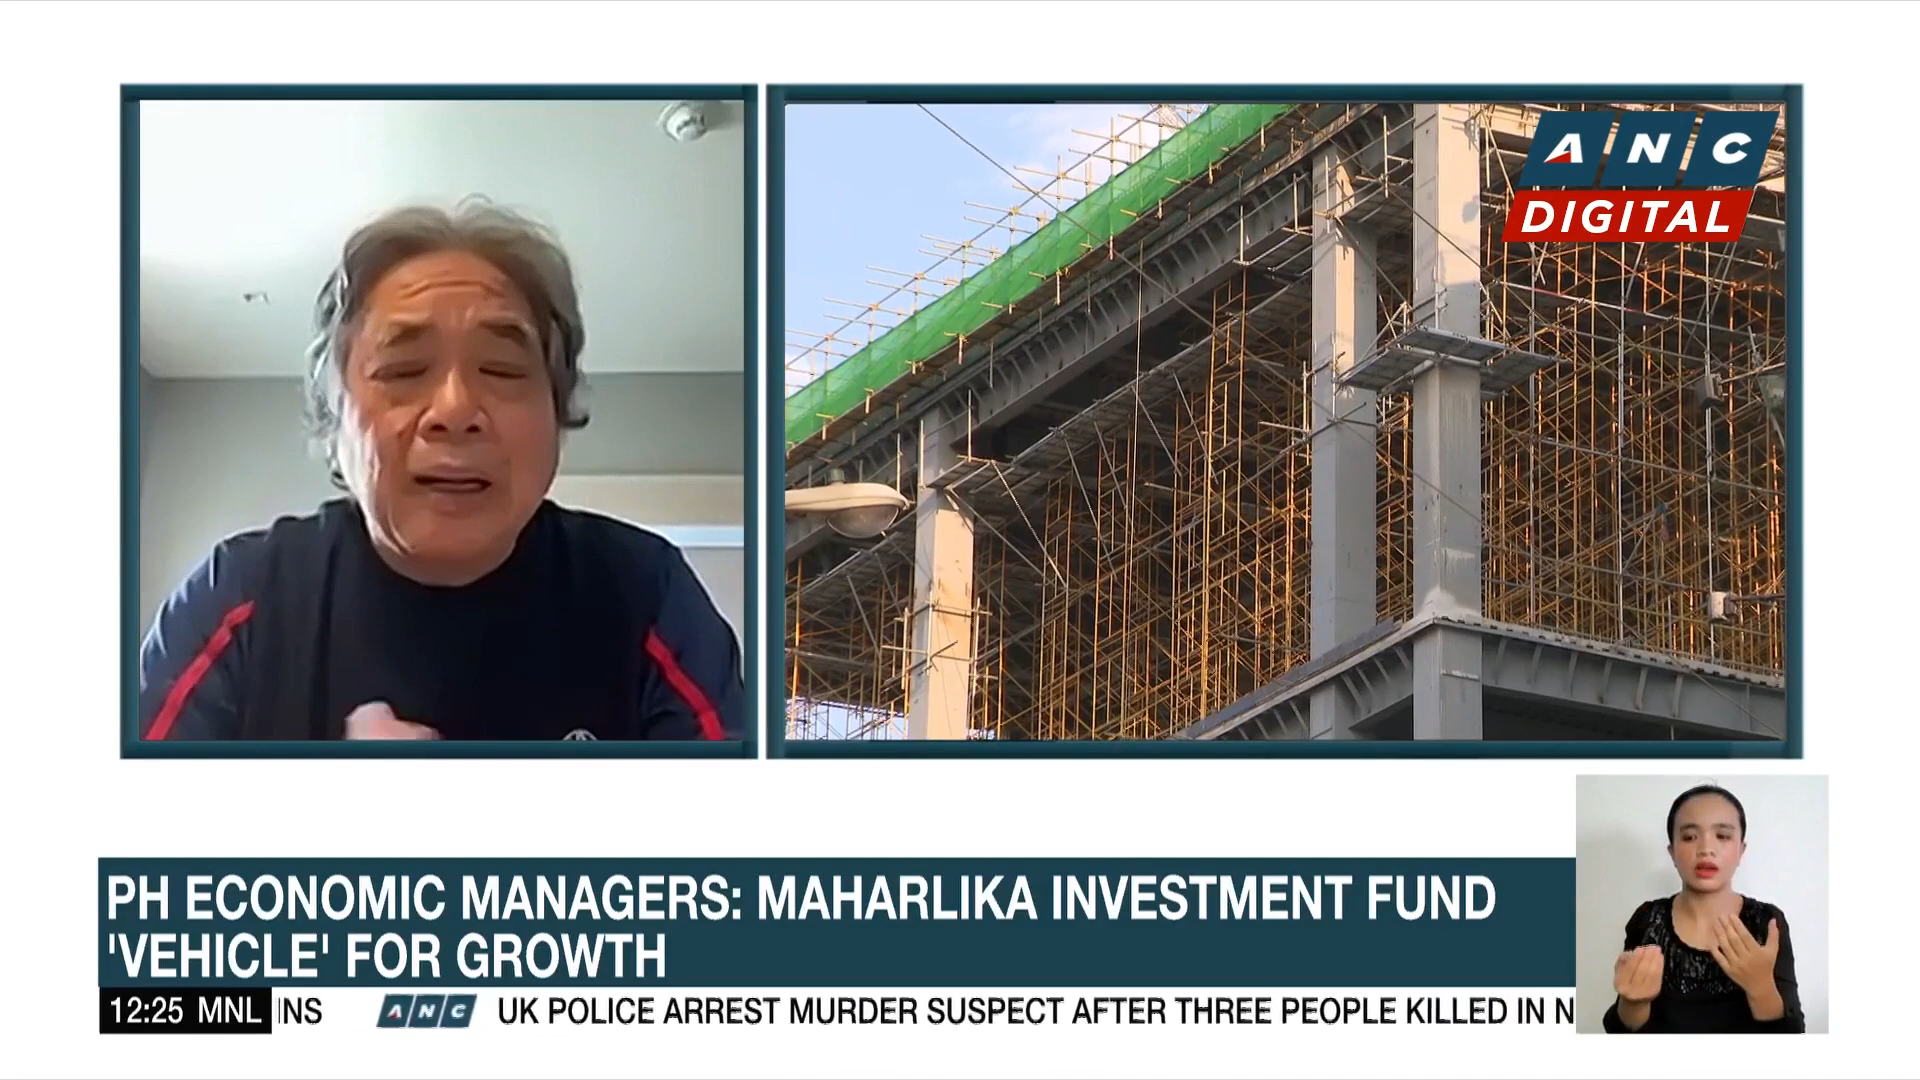 ANC
DIGITAL
PH ECONOMIC MANAGERS: MAHARLIKA INVESTMENT FUND
'VEHICLE' FOR GROWTH
12:25 MNL INS ANC UK POLICE ARREST MURDER SUSPECT AFTER THREE PEOPLE KILLED IN N